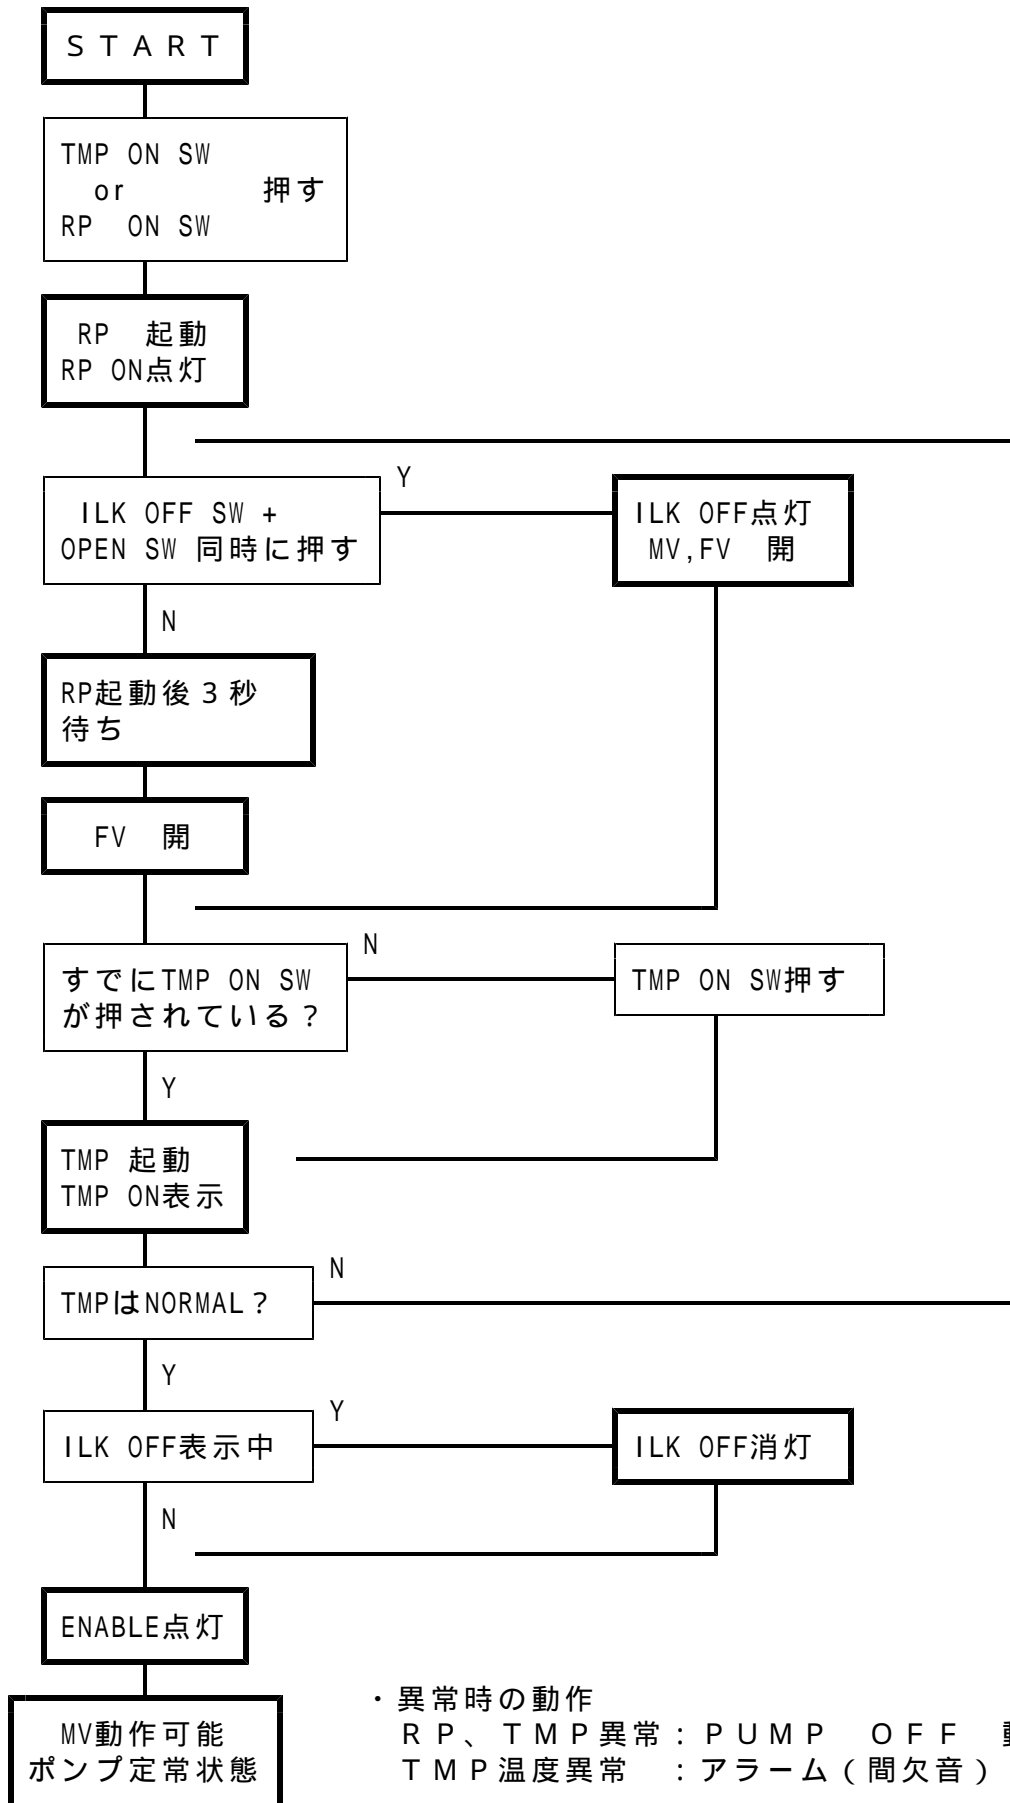 ＳＴＡＲＴ
TMP ON SW
or 押す
RP ON SW
RP 起動
RP ON点灯
Y
ILK OFF SW +
OPEN SW 同時に押す
ILK OFF点灯
MV,FV 開
N
RP起動後３秒
待ち
FV 開
N
すでにTMP ON SW
が押されている？
TMP ON SW押す
Y
TMP 起動
TMP ON表示
N
TMPはNORMAL？
Y
Y
ILK OFF表示中
ILK OFF消灯
N
ENABLE点灯
MV動作可能
ポンプ定常状態
・異常時の動作
ＲＰ、ＴＭＰ異常：ＰＵＭＰ ＯＦＦ
ＴＭＰ温度異常 ：アラーム（間欠音）